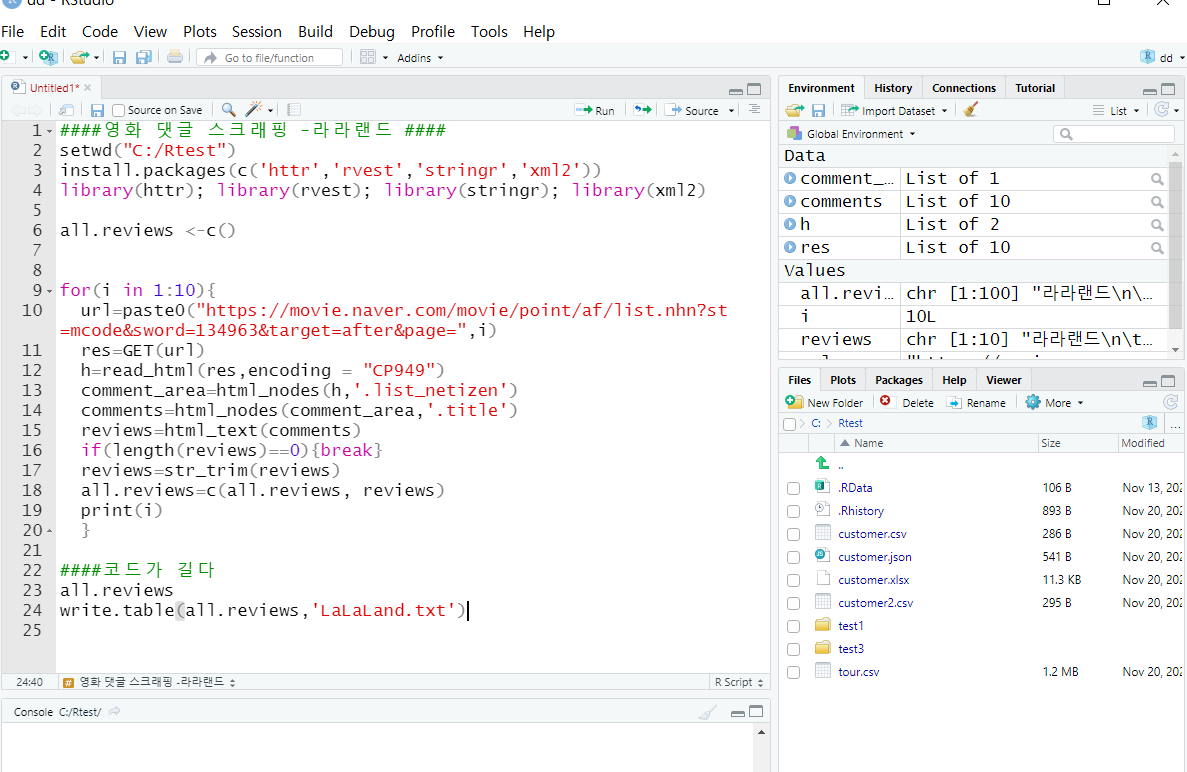 dd - RStudio
File Edit Code View Plots Session Build Debug Profile Tools Help
Go to file/function Addins dd
Untitled1*
Source on Save Run Source
1 ####영화 댓글 스크래핑 -라라랜드 ####
2 setwd("C:/Rtest")
3 install.packages(c('httr','rvest','stringr','xml2'))
4 library(httr); library(rvest); library(stringr); library(xml2)
5
6 all.reviews <-c()
7
8
9 for(i in 1:10){
10 url=paste0("https://movie.naver.com/movie/point/af/list.nhn?st
=mcode&sword=134963&target=after&page=",i)
11 res=GET(url)
12 h=read_html(res,encoding = "CP949")
13 comment_area=html_nodes(h,'.list_netizen')
14 comments=html_nodes(comment_area,'.title')
15 reviews=html_text(comments)
16 if(length(reviews)==0){break}
17 reviews=str_trim(reviews)
18 all.reviews=c(all.reviews, reviews)
19 print(i)
20 }
21
22 ####코드가 길다
23 all.reviews
24 write.table(all.reviews,'LaLaLand.txt')
25
24:40 # 영화 댓글 스크래핑 -라라랜드 R Script
Console C:/Rtest/
Environment History Connections Tutorial
Import Dataset List
Global Environment
Data
comment_… List of 1
comments List of 10
h List of 2
res List of 10
Values
all.revi… chr [1:100] "라라랜드\n\…
i 10L
reviews chr [1:10] "라라랜드\n\t…
Files Plots Packages Help Viewer
New Folder Delete Rename More
C: Rtest ...
Name Size Modified
..
.RData 106 B Nov 13, 202
.Rhistory 893 B Nov 20, 202
customer.csv 286 B Nov 20, 202
customer.json 541 B Nov 20, 202
customer.xlsx 11.3 KB Nov 20, 202
customer2.csv 295 B Nov 20, 202
test1
test3
tour.csv 1.2 MB Nov 20, 202